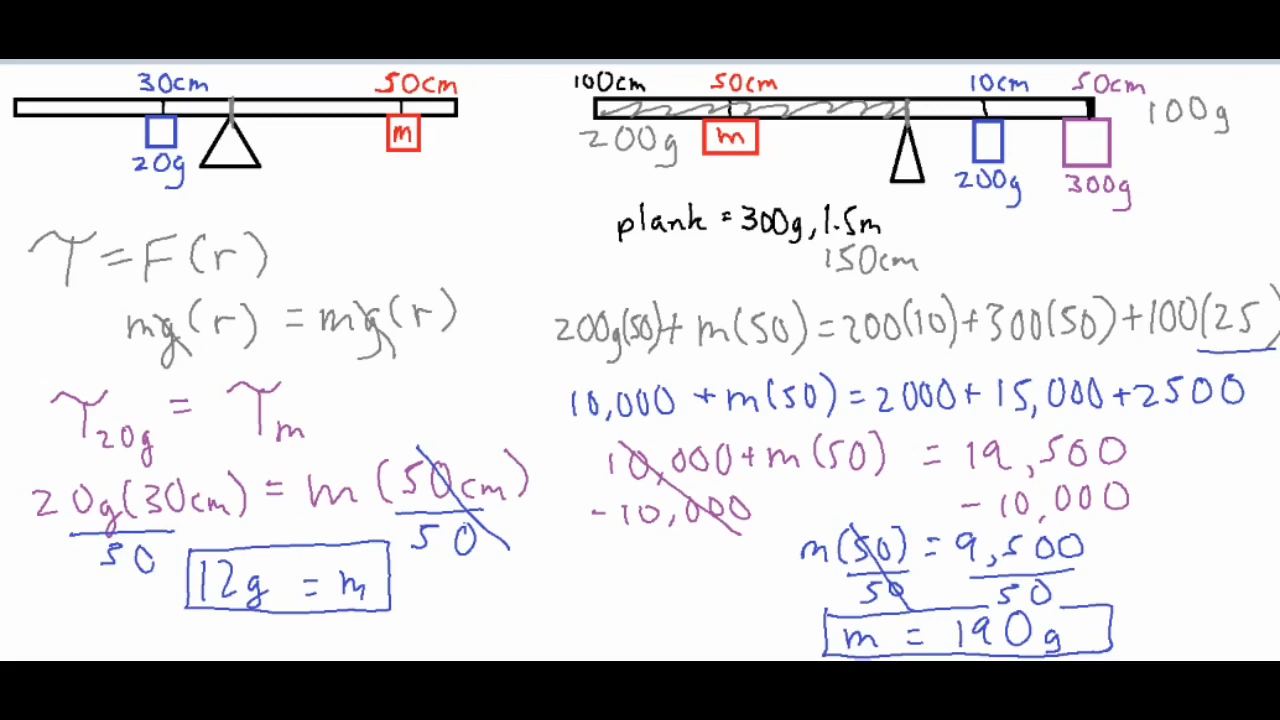 30cm
50cm
20g
m
τ = F(r)
mg(r) = mg(r)
τ20g = τm
20g(30cm) = m(50cm)
50 50
12g = m
100cm 50cm 10cm 50cm
200g m 100g
200g 300g
plank = 300g, 1.5m
150cm
200g(50) + m(50) = 200(10) + 300(50) + 100(25)
10,000 + m(50) = 2000 + 15,000 + 2500
10,000 + m(50) = 19,500
-10,000 -10,000
m(50) = 9,500
50 50
m = 190g